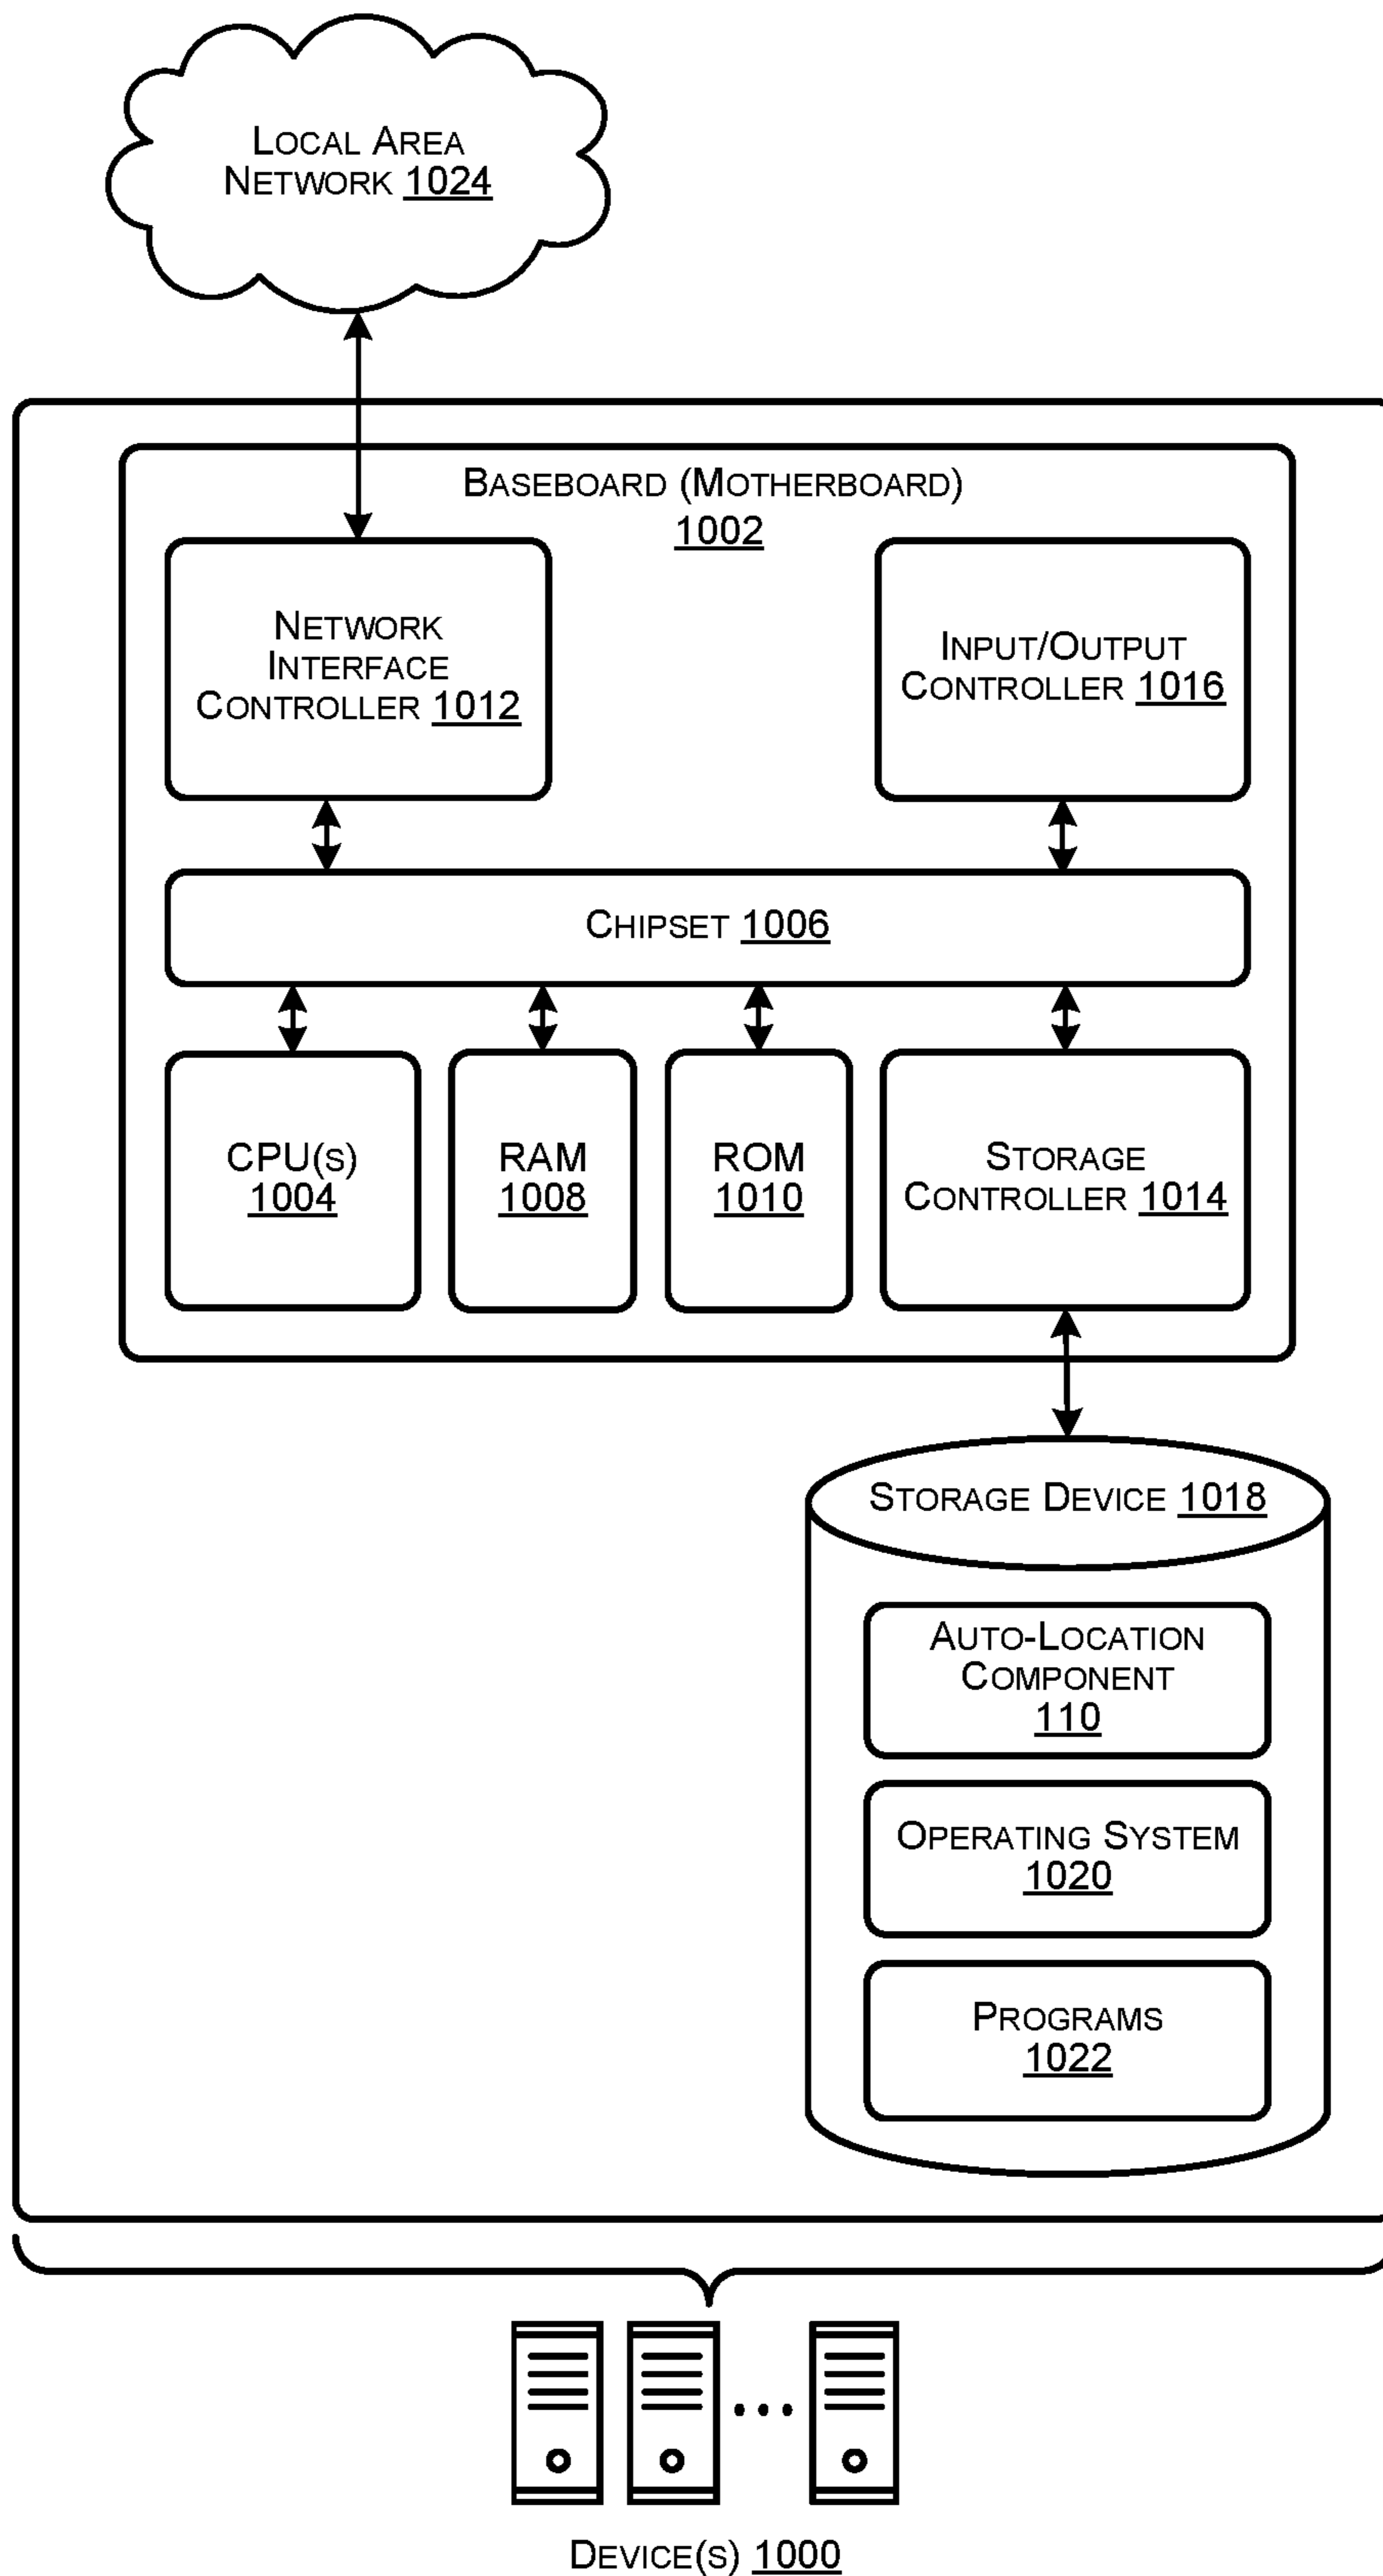 LOCAL AREA
NETWORK 1024
BASEBOARD (MOTHERBOARD)
1002
NETWORK
INTERFACE
CONTROLLER 1012
INPUT/OUTPUT
CONTROLLER 1016
CHIPSET 1006
CPU(S)
1004
RAM
1008
ROM
1010
STORAGE
CONTROLLER 1014
STORAGE DEVICE 1018
AUTO-LOCATION
COMPONENT
110
OPERATING SYSTEM
1020
PROGRAMS
1022
DEVICE(S) 1000